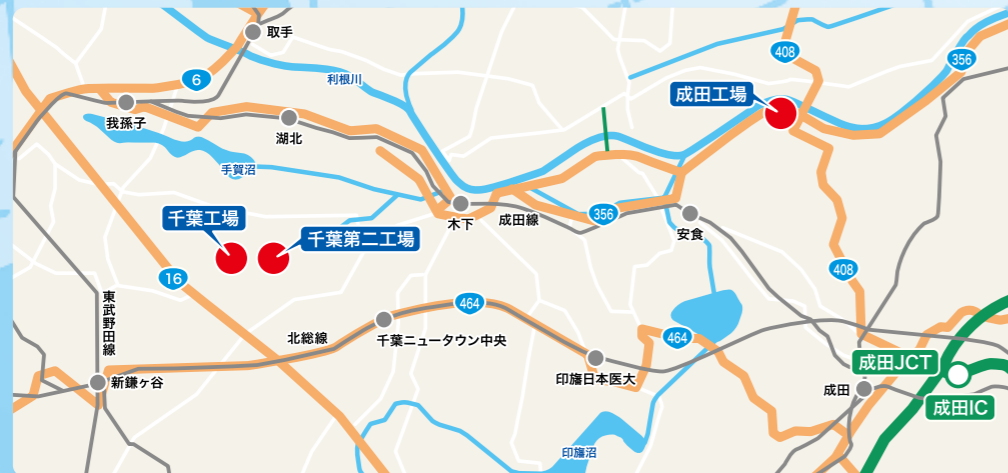 取手
408
356
6
利根川
成田工場
我孫子
湖北
手賀沼
千葉工場
千葉第二工場
木下
成田線
356
安食
16
408
東武野田線
464
北総線
千葉ニュータウン中央
464
印旛日本医大
新鎌ヶ谷
成田JCT
成田
成田IC
印旛沼